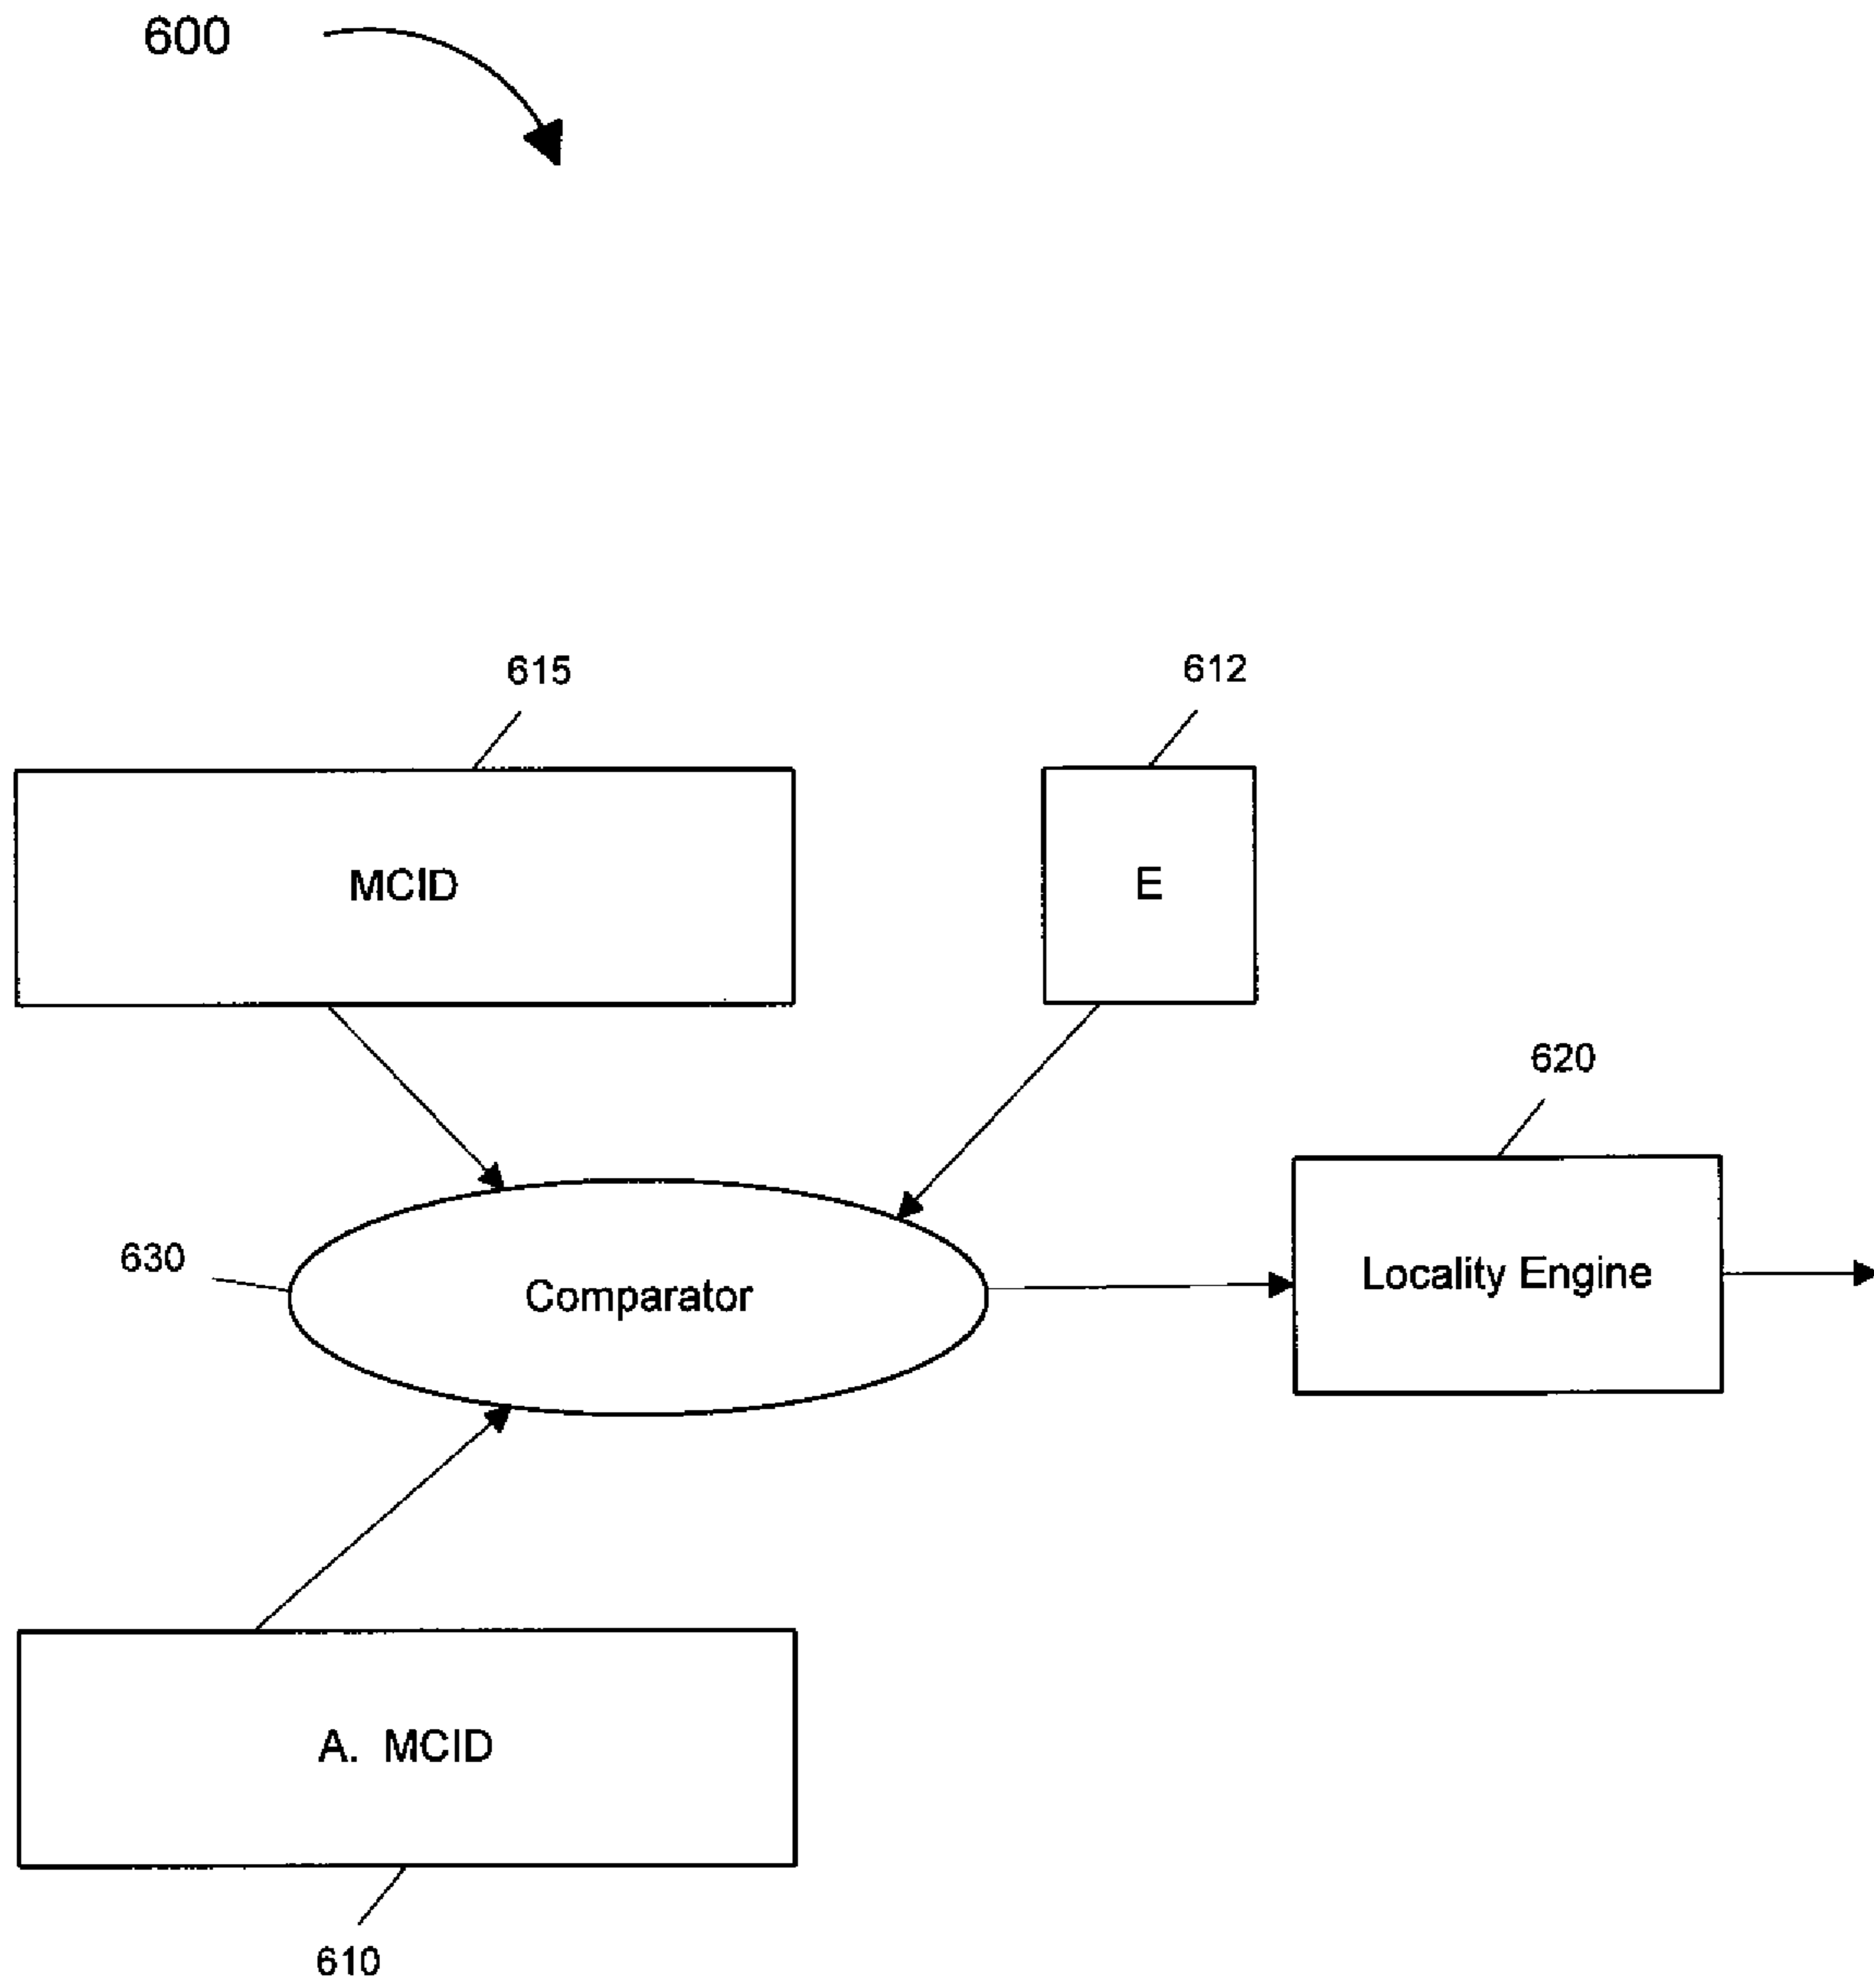 600
615
612
MCID
E
620
630
Comparator
Locality Engine
A. MCID
610